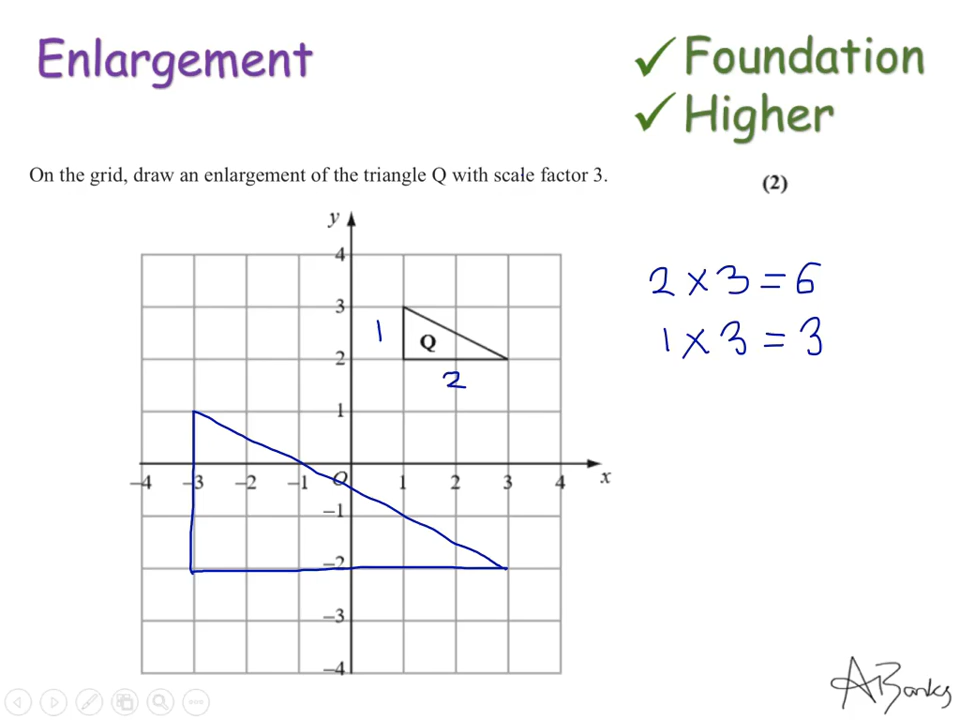 Enlargement
✓ Foundation
✓ Higher
On the grid, draw an enlargement of the triangle Q with scale factor 3.
(2)
y
4
3
2
1
–4 –3 –2 –1 O 1 2 3 4 x
–1
–2
–3
–4
1
Q
2
2 × 3 = 6
1 × 3 = 3
A Banks